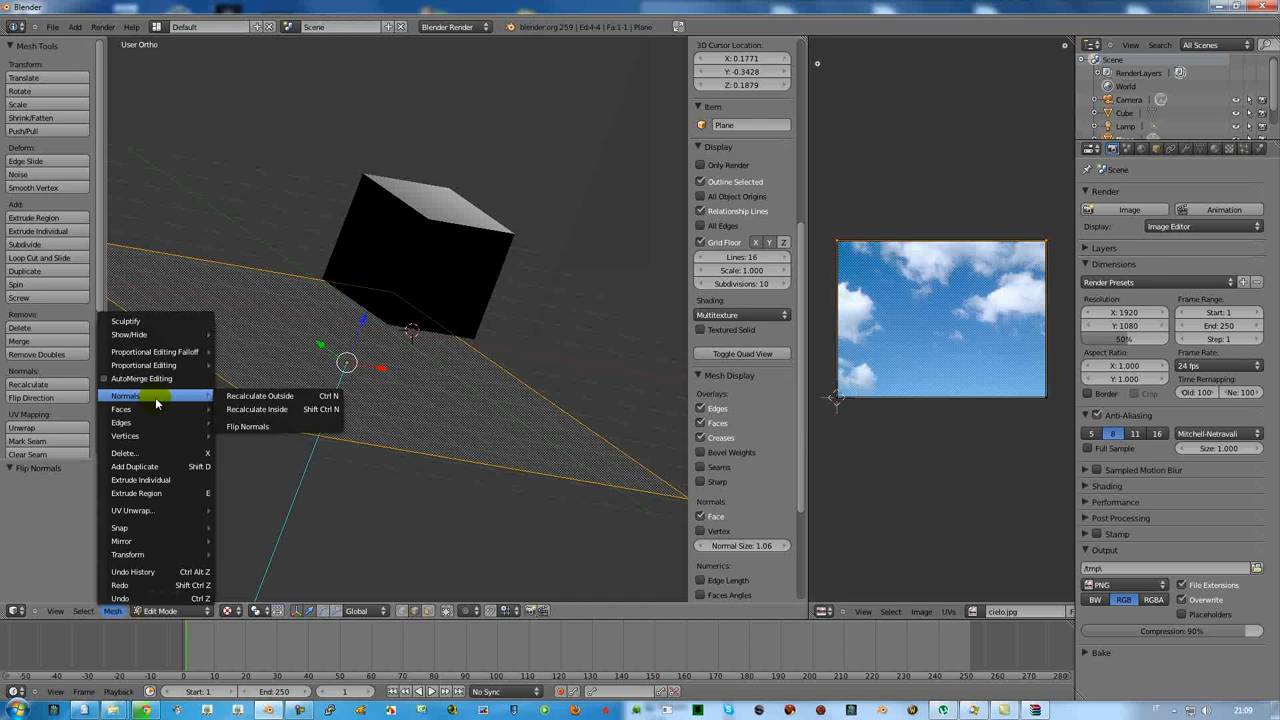 Blender
File
Add
Render
Help
Default
Scene
Blender Render
blender.org 259 | Ed:4-4 | Fa:1-1 | Plane
Mesh Tools
Transform:
Translate
Rotate
Scale
Shrink/Fatten
Push/Pull
Deform:
Edge Slide
Noise
Smooth Vertex
Add:
Extrude Region
Extrude Individual
Subdivide
Loop Cut and Slide
Duplicate
Spin
Screw
Remove:
Delete
Merge
Remove Doubles
Normals:
Recalculate
Flip Direction
UV Mapping:
Unwrap
Mark Seam
Clear Seam
Flip Normals
User Ortho
Sculptify
Show/Hide
Proportional Editing Falloff
Proportional Editing
AutoMerge Editing
Normals
Faces
Edges
Vertices
Delete... X
Add Duplicate Shift D
Extrude Individual
Extrude Region E
UV Unwrap...
Snap
Mirror
Transform
Undo History Ctrl Alt Z
Redo Shift Ctrl Z
Undo Ctrl Z
Recalculate Outside Ctrl N
Recalculate Inside Shift Ctrl N
Flip Normals
View
Select
Mesh
Edit Mode
Global
3D Cursor Location:
X: 0.1771
Y: -0.3428
Z: 0.1879
Item
Plane
Display
Only Render
Outline Selected
All Object Origins
Relationship Lines
All Edges
Grid Floor X Y Z
Lines: 16
Scale: 1.000
Subdivisions: 10
Shading:
Multitexture
Textured Solid
Toggle Quad View
Mesh Display
Overlays:
Edges
Faces
Creases
Bevel Weights
Seams
Sharp
Normals:
Face
Vertex
Normal Size: 1.06
Numerics:
Edge Length
Faces Angles
View
Select
Image
UVs
cielo.jpg
F
View
Search
All Scenes
Scene
RenderLayers
World
Camera
Cube
Lamp
Scene
Render
Image
Animation
Display:
Image Editor
Layers
Dimensions
Render Presets
Resolution:
Frame Range:
X: 1920
Start: 1
Y: 1080
End: 250
50%
Step: 1
Aspect Ratio:
Frame Rate:
X: 1.000
24 fps
Y: 1.000
Time Remapping:
Border
Crop
Old: 100
Ne: 100
Anti-Aliasing
5 8 11 16
Mitchell-Netravali
Full Sample
Size: 1.000
Sampled Motion Blur
Shading
Performance
Post Processing
Stamp
Output
/tmp\
PNG
File Extensions
BW RGB RGBA
Overwrite
Placeholders
Compression: 90%
Bake
-50 -40 -30 -20 -10 0 10 20 30 40 50 60 70 80 90 100 110 120 130 140 150 160 170 180 190 200 210 220 230 240 250 260 270 280
View
Frame
Playback
Start: 1
End: 250
1
No Sync
IT
21:09